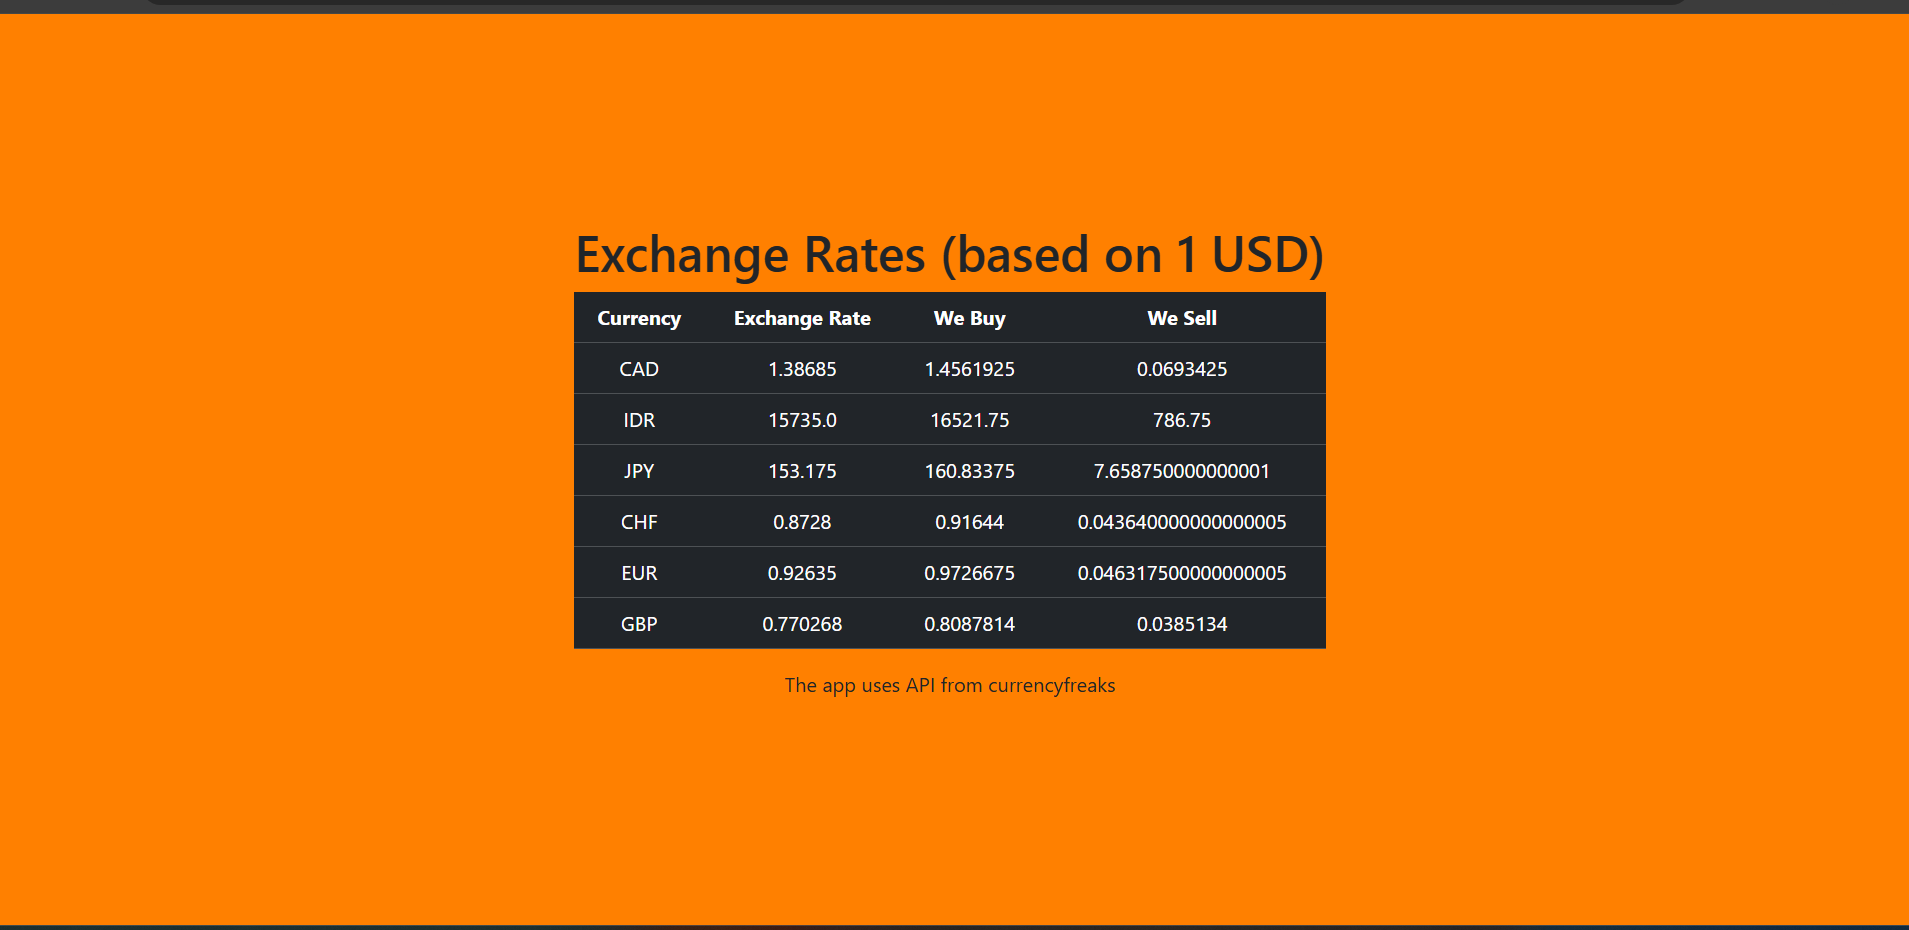 Exchange Rates (based on 1 USD)
Currency Exchange Rate We Buy We Sell
CAD 1.38685 1.4561925 0.0693425
IDR 15735.0 16521.75 786.75
JPY 153.175 160.83375 7.658750000000001
CHF 0.8728 0.91644 0.043640000000000005
EUR 0.92635 0.9726675 0.046317500000000005
GBP 0.770268 0.8087814 0.0385134
The app uses API from currencyfreaks